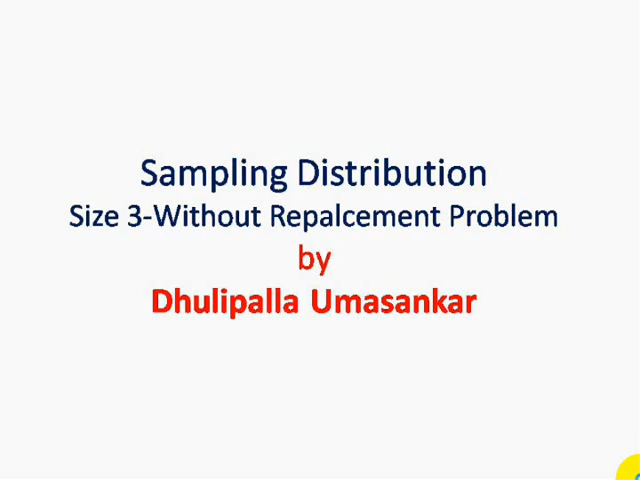 Sampling Distribution
Size 3-Without Repalcement Problem
by
Dhulipalla Umasankar